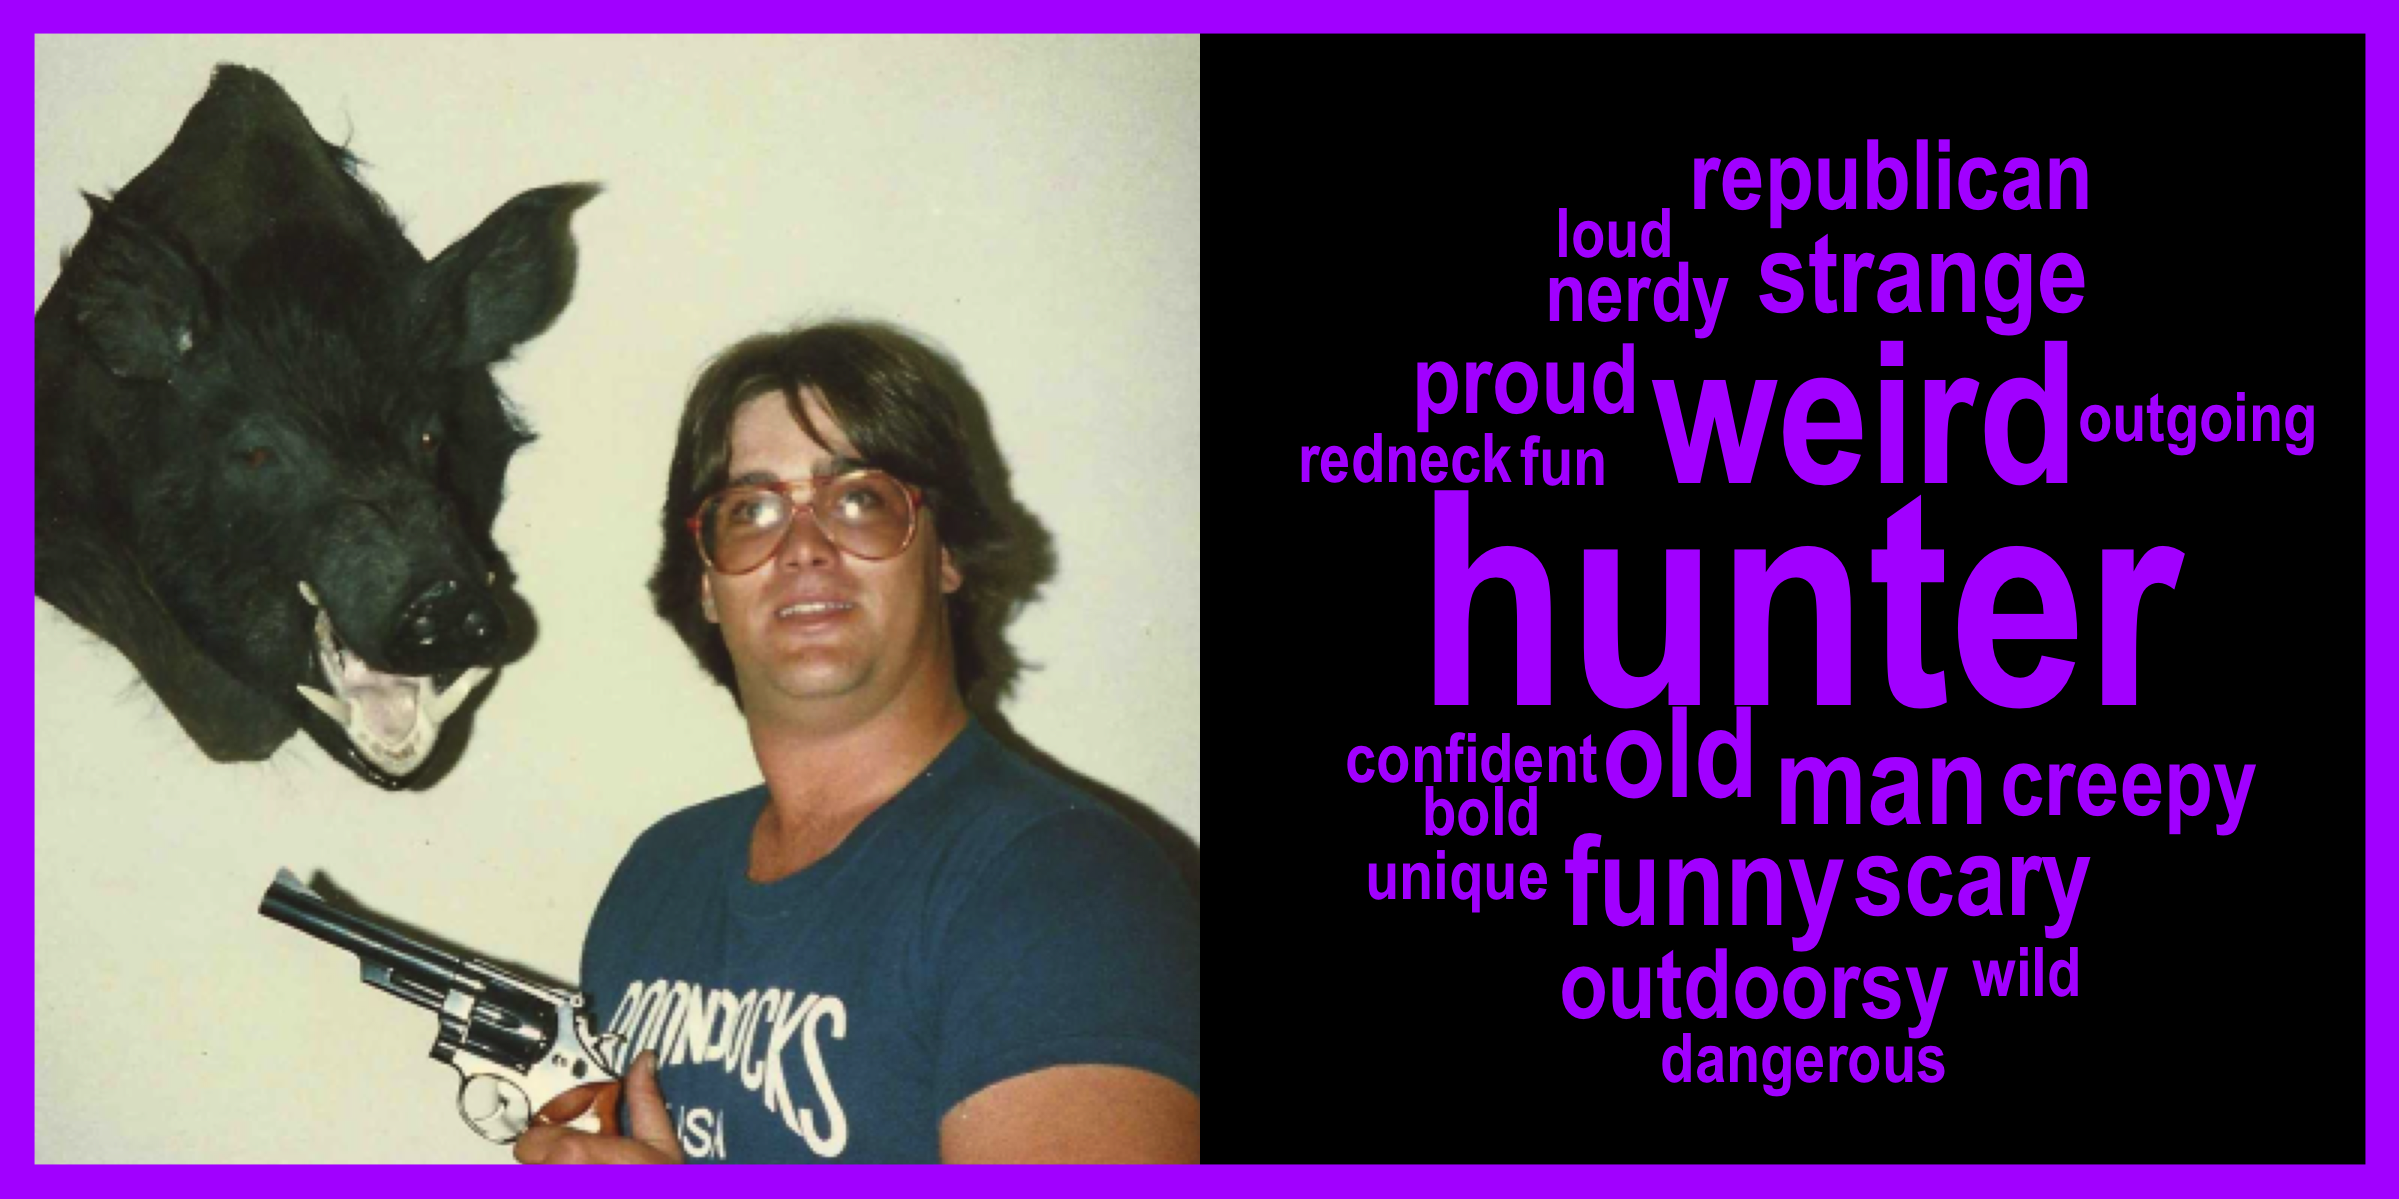 republican
loud
nerdy strange
proud weird outgoing
redneck fun
hunter
confident old man creepy
bold
unique funny scary
outdoorsy wild
dangerous